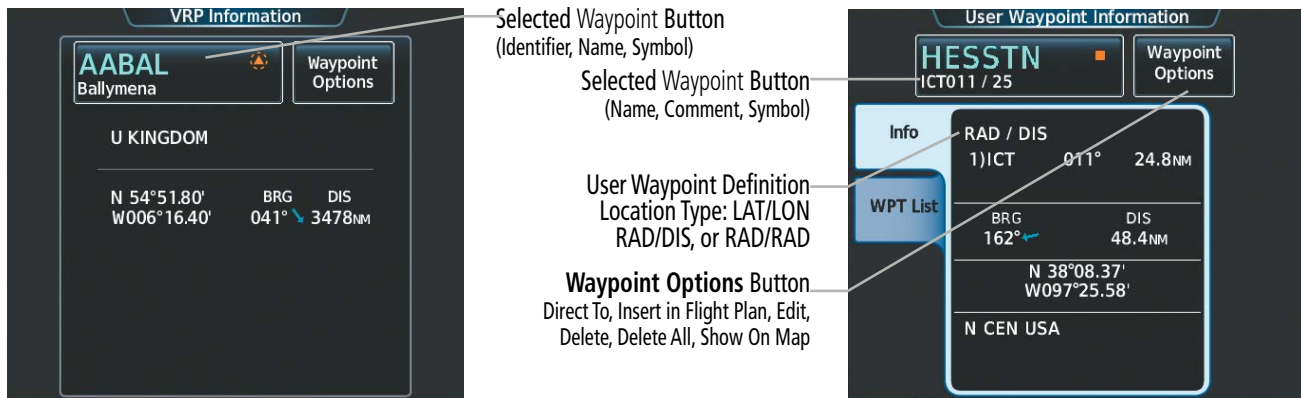 VRP Information
AABAL
Ballymena
Waypoint
Options
U KINGDOM
N 54°51.80'
W006°16.40'
BRG
041°
DIS
3478NM
Selected Waypoint Button
(Identifier, Name, Symbol)
Selected Waypoint Button
(Name, Comment, Symbol)
User Waypoint Definition
Location Type: LAT/LON
RAD/DIS, or RAD/RAD
Waypoint Options Button
Direct To, Insert in Flight Plan, Edit,
Delete, Delete All, Show On Map
User Waypoint Information
HESSTN
ICT011 / 25
Waypoint
Options
Info
WPT List
RAD / DIS
1)ICT 011° 24.8NM
BRG DIS
162° 48.4NM
N 38°08.37'
W097°25.58'
N CEN USA